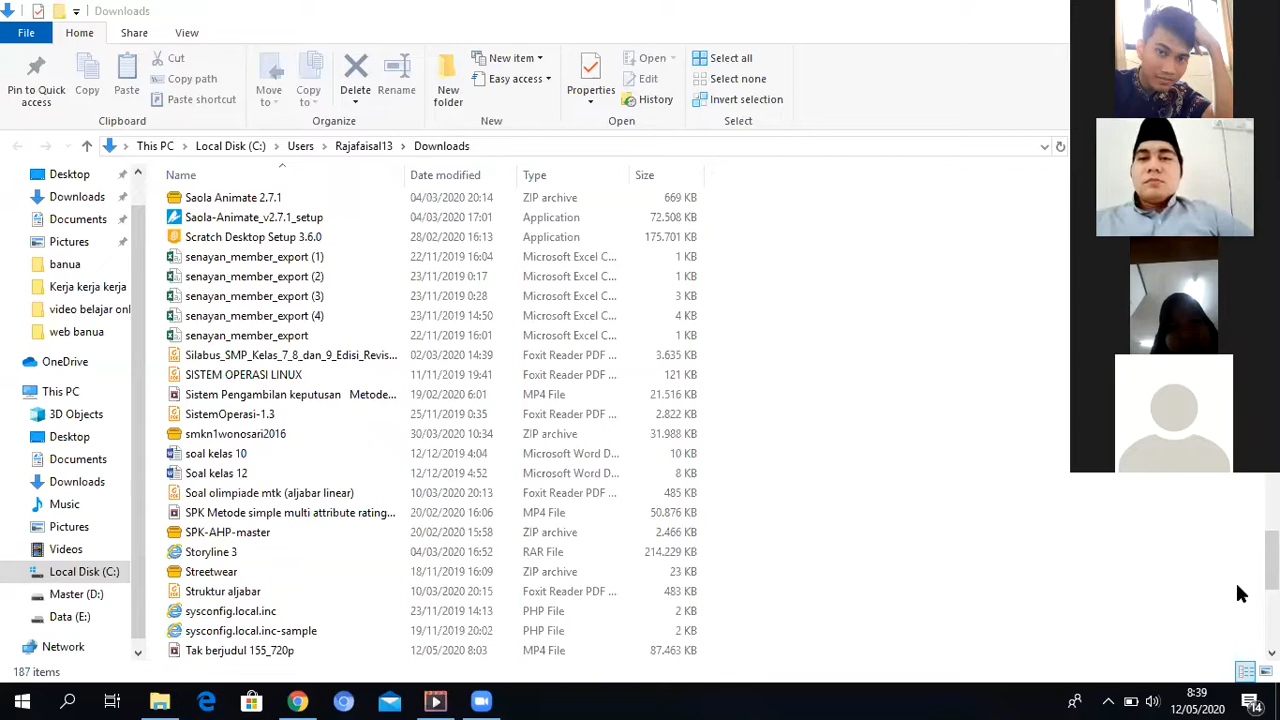 Downloads
File Home Share View
Pin to Quick access
Copy
Paste
Cut
Copy path
Paste shortcut
Clipboard
Move to
Copy to
Delete
Rename
Organize
New folder
New item
Easy access
New
Properties
Open
Edit
History
Open
Select all
Select none
Invert selection
Select
This PC Local Disk (C:) Users Rajafaisal13 Downloads
Desktop
Downloads
Documents
Pictures
banua
Kerja kerja kerja
video belajar onl
web banua
OneDrive
This PC
3D Objects
Desktop
Documents
Downloads
Music
Pictures
Videos
Local Disk (C:)
Master (D:)
Data (E:)
Network
Name Date modified Type Size
Saola Animate 2.7.1 04/03/2020 20:14 ZIP archive 669 KB
Saola-Animate_v2.7.1_setup 04/03/2020 17:01 Application 72.508 KB
Scratch Desktop Setup 3.6.0 28/02/2020 16:13 Application 175.701 KB
senayan_member_export (1) 22/11/2019 16:04 Microsoft Excel C... 1 KB
senayan_member_export (2) 23/11/2019 0:17 Microsoft Excel C... 1 KB
senayan_member_export (3) 23/11/2019 0:28 Microsoft Excel C... 3 KB
senayan_member_export (4) 23/11/2019 14:50 Microsoft Excel C... 4 KB
senayan_member_export 22/11/2019 16:01 Microsoft Excel C... 1 KB
Silabus_SMP_Kelas_7_8_dan_9_Edisi_Revis... 02/03/2020 14:39 Foxit Reader PDF ... 3.635 KB
SISTEM OPERASI LINUX 11/11/2019 19:41 Foxit Reader PDF ... 121 KB
Sistem Pengambilan keputusan Metode... 19/02/2020 6:01 MP4 File 21.516 KB
SistemOperasi-1.3 25/11/2019 0:35 Foxit Reader PDF ... 2.822 KB
smkn1wonosari2016 30/03/2020 10:34 ZIP archive 31.988 KB
soal kelas 10 12/12/2019 4:04 Microsoft Word D... 10 KB
Soal kelas 12 12/12/2019 4:52 Microsoft Word D... 8 KB
Soal olimpiade mtk (aljabar linear) 10/03/2020 20:13 Foxit Reader PDF ... 485 KB
SPK Metode simple multi attribute rating... 20/02/2020 16:06 MP4 File 50.876 KB
SPK-AHP-master 20/02/2020 15:58 ZIP archive 2.466 KB
Storyline 3 04/03/2020 16:52 RAR File 214.229 KB
Streetwear 18/11/2019 16:09 ZIP archive 23 KB
Struktur aljabar 10/03/2020 20:15 Foxit Reader PDF ... 483 KB
sysconfig.local.inc 23/11/2019 14:13 PHP File 2 KB
sysconfig.local.inc-sample 19/11/2019 20:02 PHP File 2 KB
Tak berjudul 155_720p 12/05/2020 8:03 MP4 File 87.463 KB
187 items
8:39
12/05/2020
14